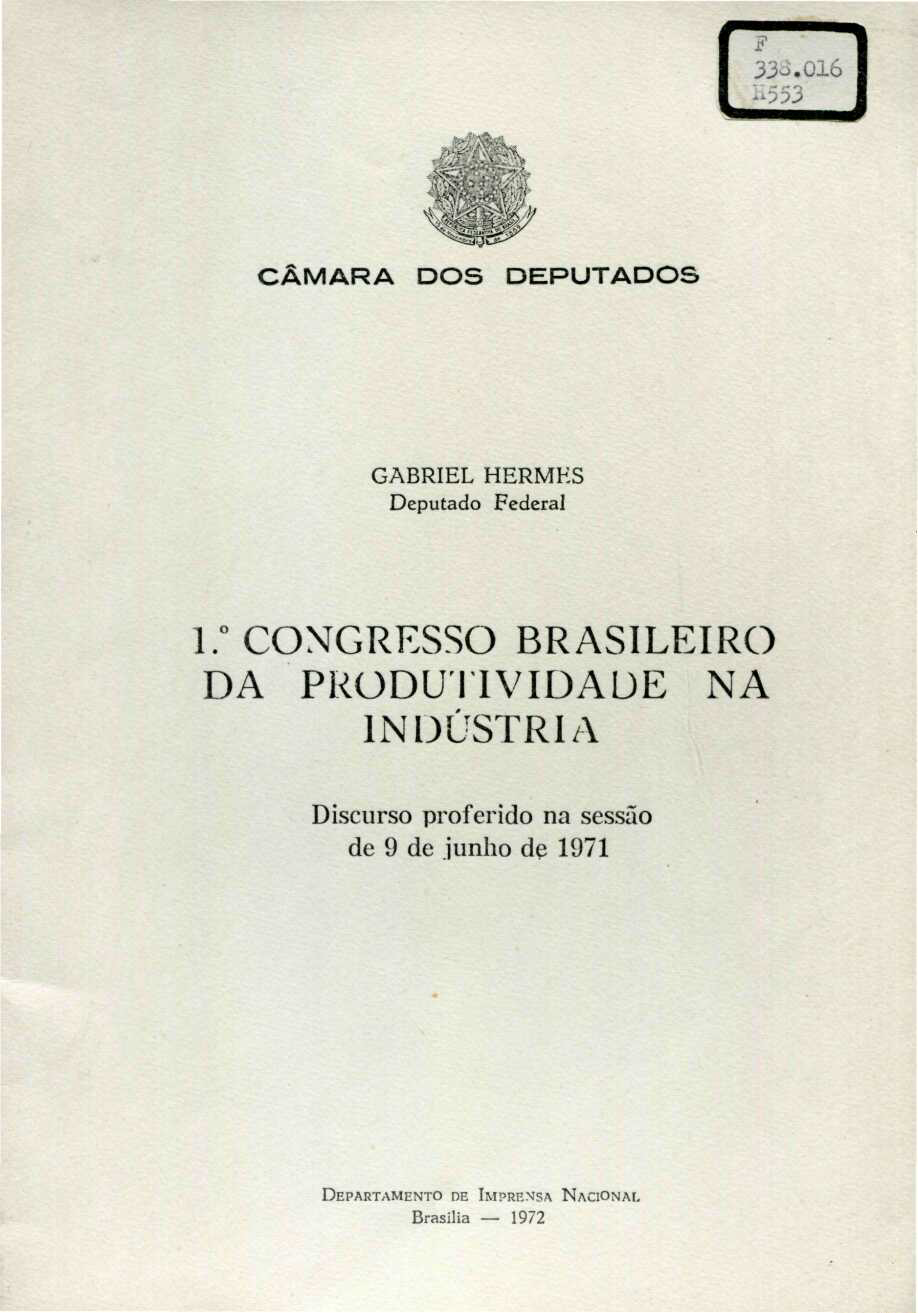 F
338.016
H553
CÂMARA DOS DEPUTADOS
GABRIEL HERMES
Deputado Federal
1.º CONGRESSO BRASILEIRO
DA PRODUTIVIDADE NA
INDÚSTRIA
Discurso proferido na sessão
de 9 de junho de 1971
DEPARTAMENTO DE IMPRENSA NACIONAL
Brasília — 1972